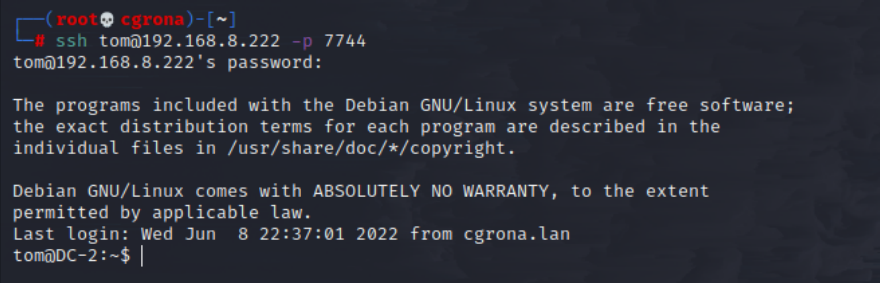 ┌──(root💀cgrona)-[~]
└─# ssh tom@192.168.8.222 -p 7744
tom@192.168.8.222's password:
The programs included with the Debian GNU/Linux system are free software;
the exact distribution terms for each program are described in the
individual files in /usr/share/doc/*/copyright.
Debian GNU/Linux comes with ABSOLUTELY NO WARRANTY, to the extent
permitted by applicable law.
Last login: Wed Jun  8 22:37:01 2022 from cgrona.lan
tom@DC-2:~$